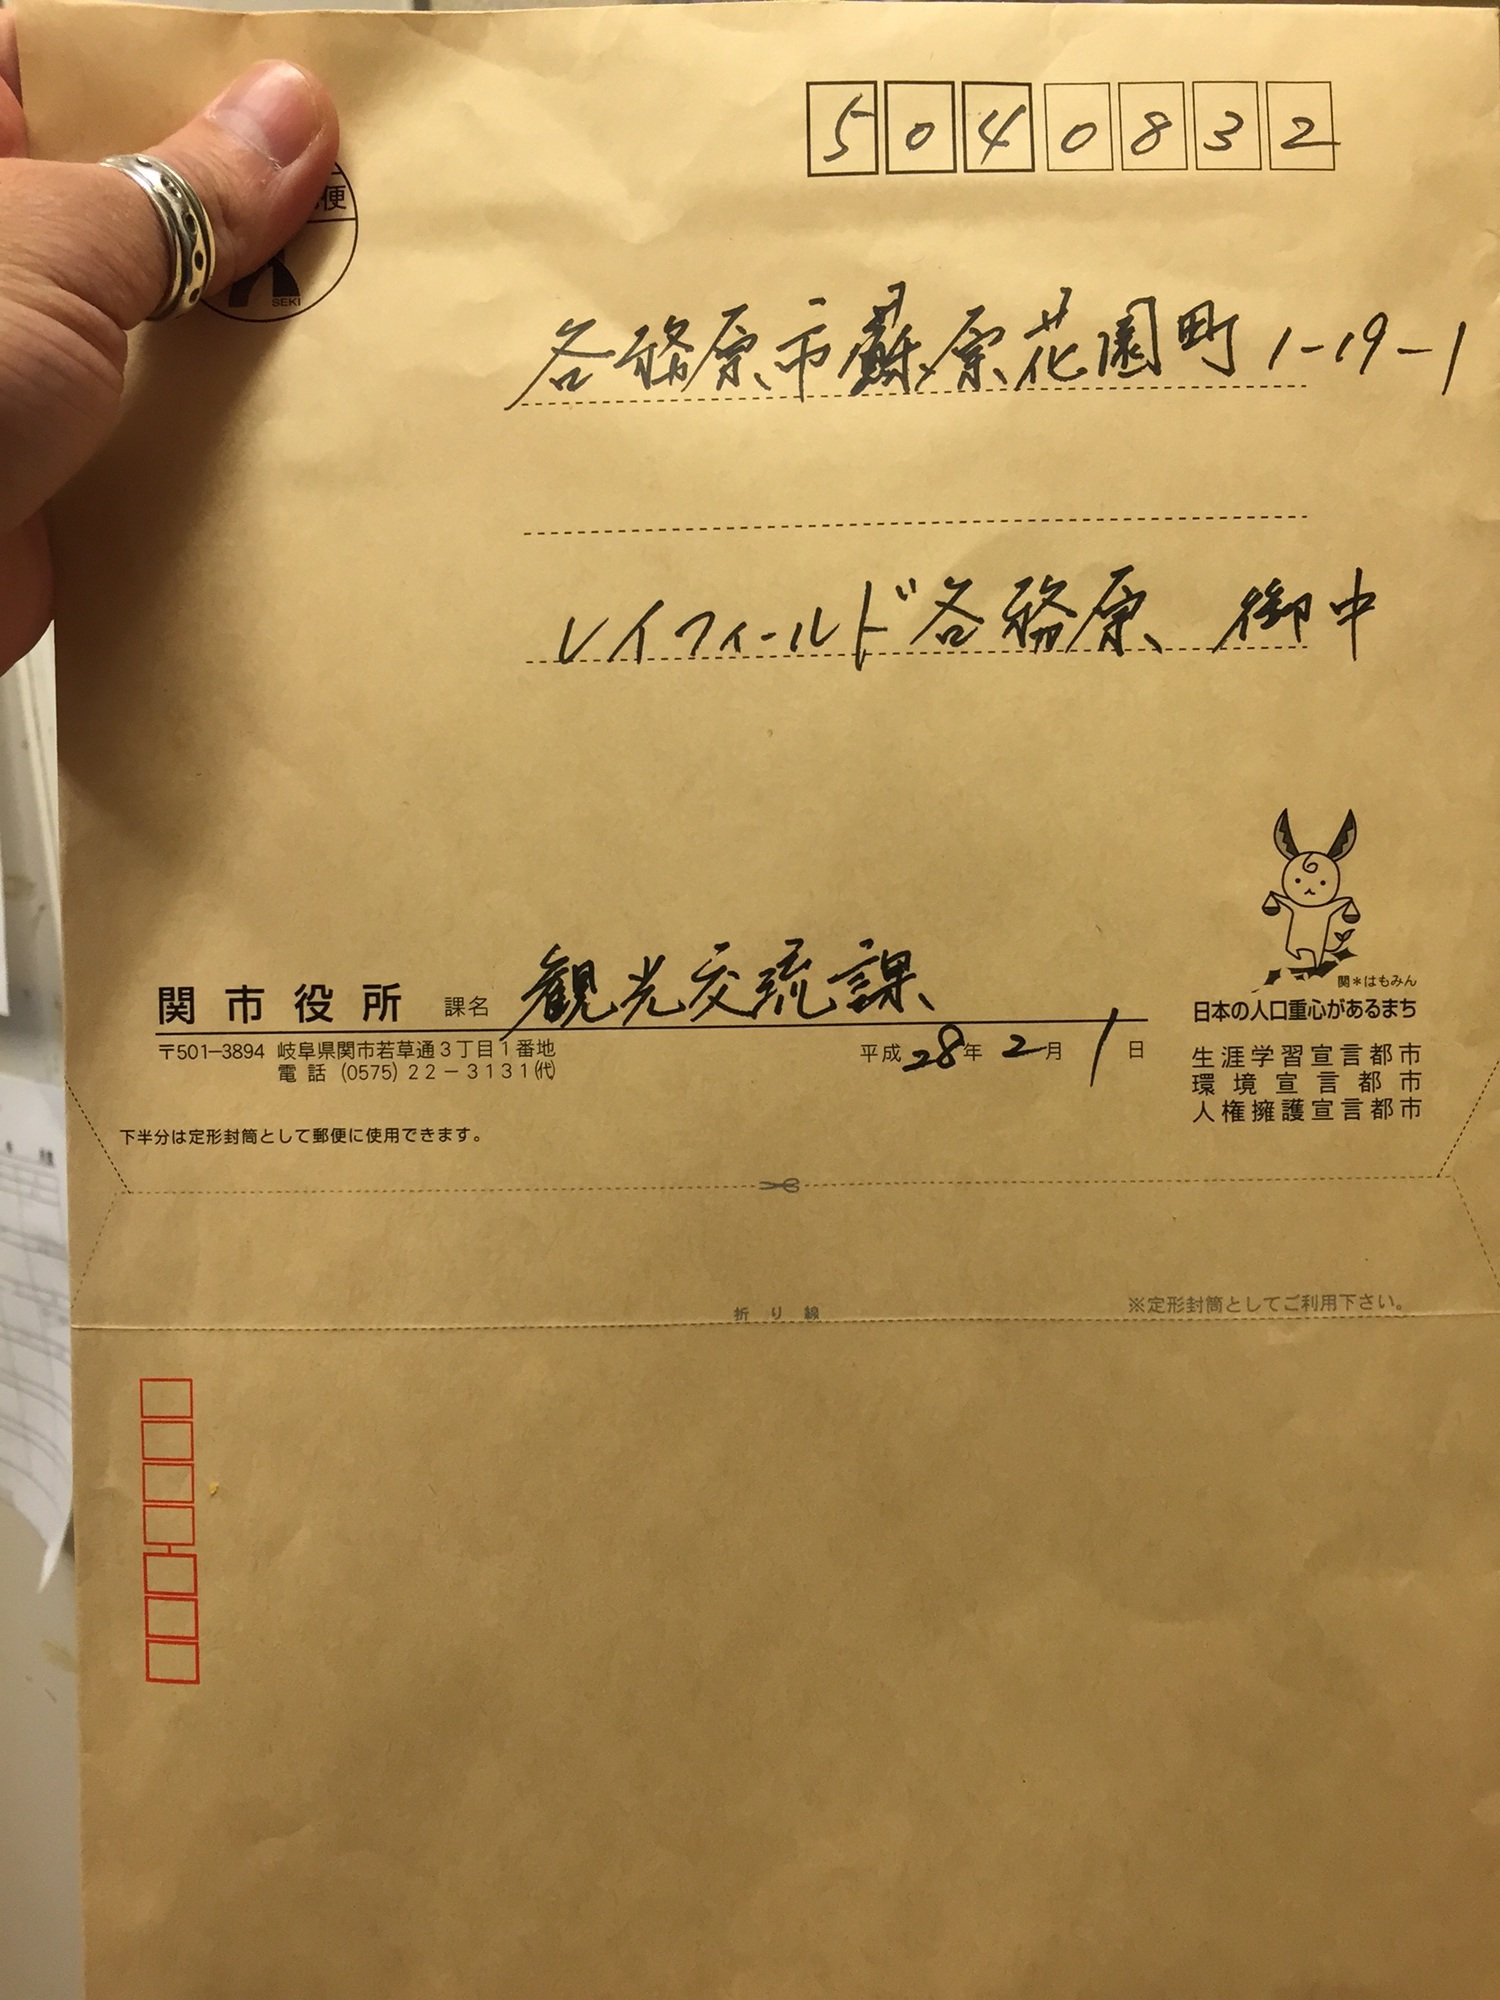 5040832
便
SEKI
各務原市蘇原花園町1-19-1
レイフィールド各務原 御中
関＊はもみん
日本の人口重心があるまち
生涯学習宣言都市
環境宣言都市
人権擁護宣言都市
関市役所 課名 観光交流課
〒501-3894 岐阜県関市若草通3丁目1番地
電話 (0575) 22-3131㈹
平成28年2月1日
下半分は定形封筒として郵便に使用できます。
折り線
※定形封筒としてご利用下さい。